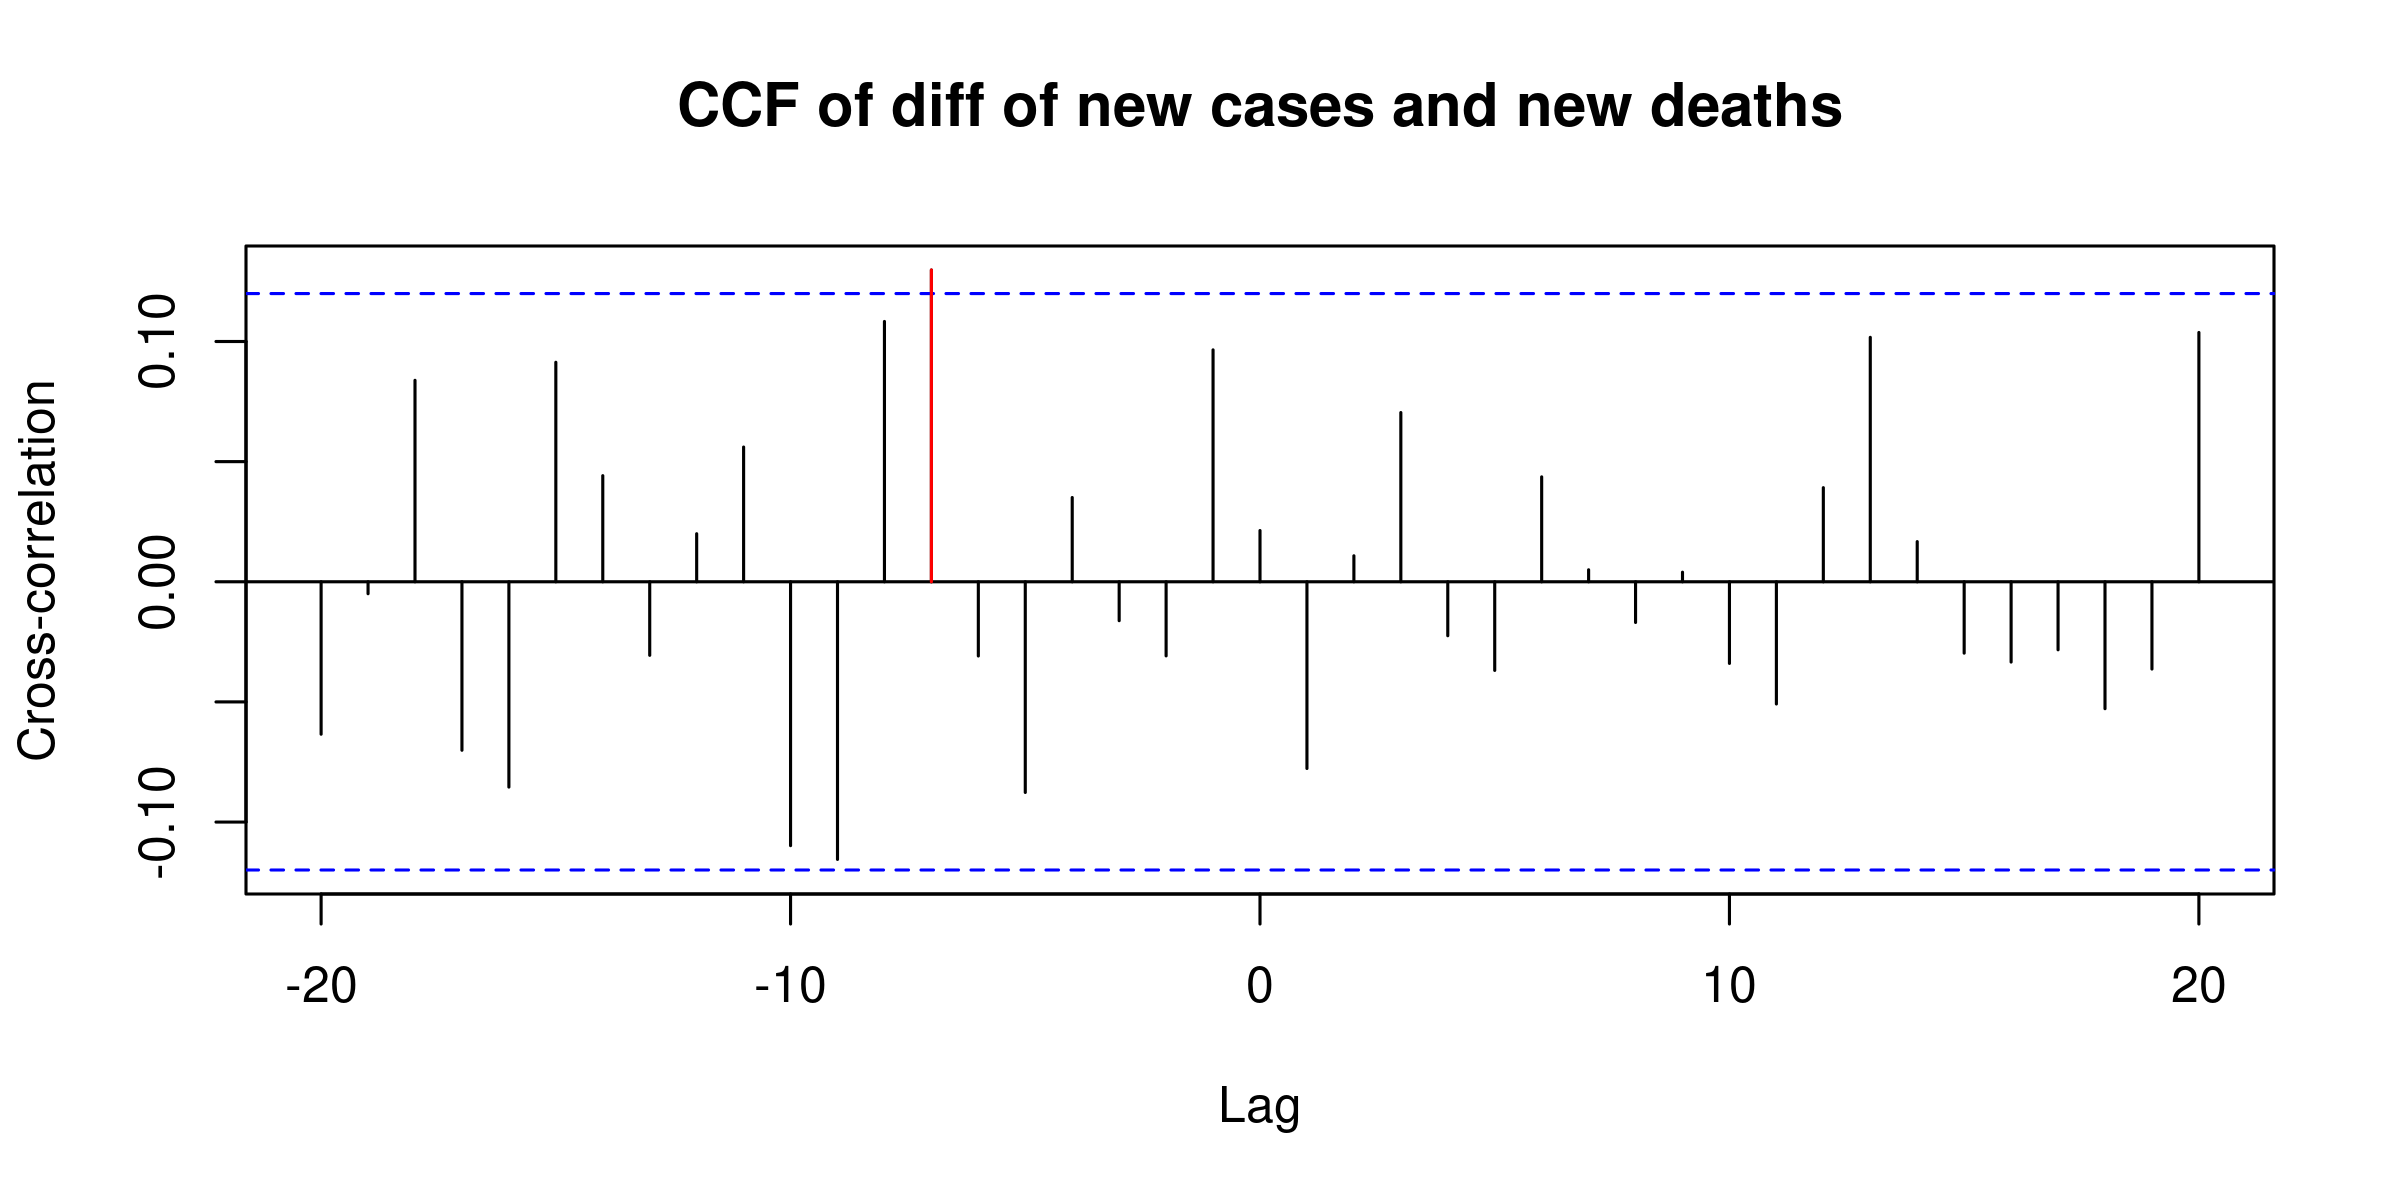 CCF of diff of new cases and new deaths
Cross-correlation
0.10
0.00
-0.10
-20 -10 0 10 20
Lag